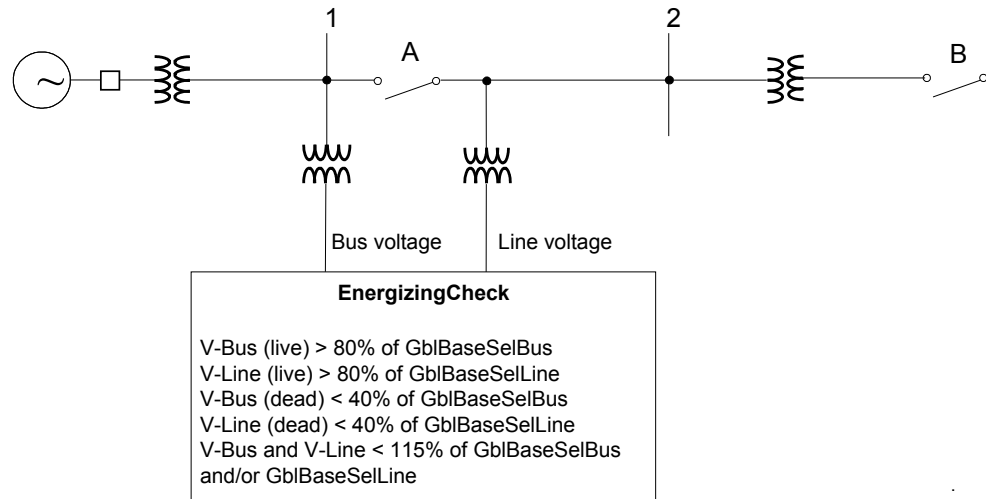 1
2
A
B
Bus voltage
Line voltage
EnergizingCheck
V-Bus (live) > 80% of GblBaseSelBus
V-Line (live) > 80% of GblBaseSelLine
V-Bus (dead) < 40% of GblBaseSelBus
V-Line (dead) < 40% of GblBaseSelLine
V-Bus and V-Line < 115% of GblBaseSelBus
and/or GblBaseSelLine